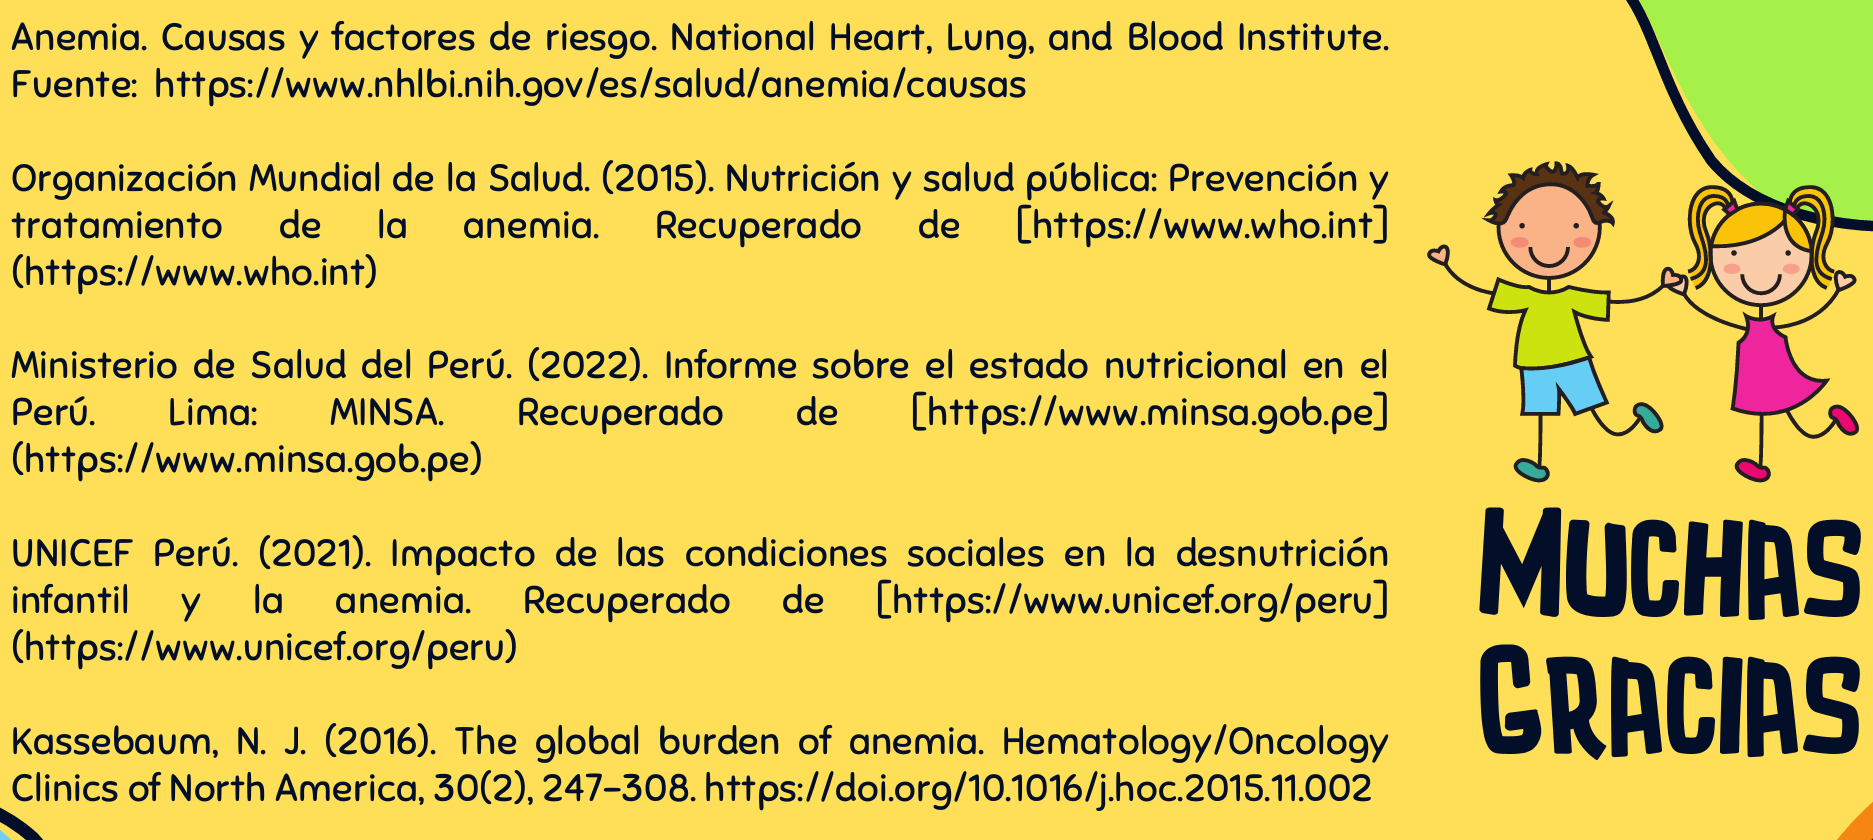 Anemia. Causas y factores de riesgo. National Heart, Lung, and Blood Institute.
Fuente: https://www.nhlbi.nih.gov/es/salud/anemia/causas
Organización Mundial de la Salud. (2015). Nutrición y salud pública: Prevención y
tratamiento de la anemia. Recuperado de [https://www.who.int]
(https://www.who.int)
Ministerio de Salud del Perú. (2022). Informe sobre el estado nutricional en el
Perú. Lima: MINSA. Recuperado de [https://www.minsa.gob.pe]
(https://www.minsa.gob.pe)
UNICEF Perú. (2021). Impacto de las condiciones sociales en la desnutrición
infantil y la anemia. Recuperado de [https://www.unicef.org/peru]
(https://www.unicef.org/peru)
Kassebaum, N. J. (2016). The global burden of anemia. Hematology/Oncology
Clinics of North America, 30(2), 247-308. https://doi.org/10.1016/j.hoc.2015.11.002
MUCHAS
GRACIAS